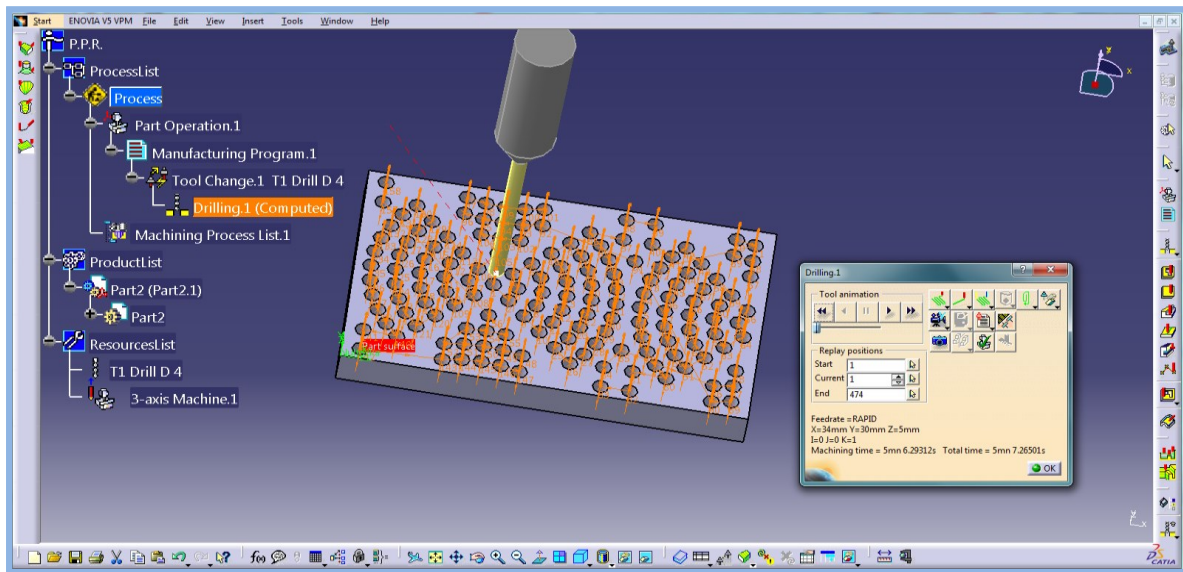 Start ENOVIA V5 VPM File Edit View Insert Tools Window Help
P.P.R.
ProcessList
Process
Part Operation.1
Manufacturing Program.1
Tool Change.1 T1 Drill D 4
Drilling.1 (Computed)
Machining Process List.1
ProductList
Part2 (Part2.1)
Part2
ResourcesList
T1 Drill D 4
3-axis Machine.1
Part surface
Drilling.1
Tool animation
Replay positions
Start 1
Current 1
End 474
Feedrate =RAPID
X=34mm Y=30mm Z=5mm
I=0 J=0 K=1
Machining time = 5mn 6.29312s Total time = 5mn 7.26501s
OK
f(x)
CATIA